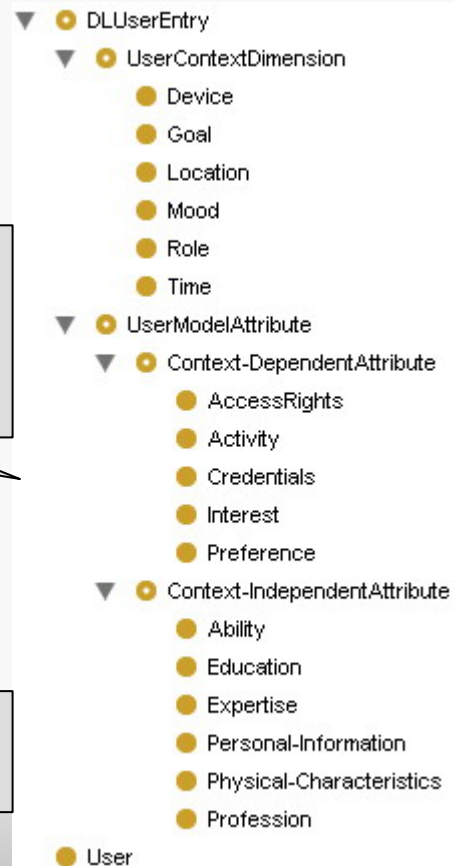 DLUserEntry
UserContextDimension
Device
Goal
Location
Mood
Role
Time
UserModelAttribute
Context-DependentAttribute
AccessRights
Activity
Credentials
Interest
Preference
Context-IndependentAttribute
Ability
Education
Expertise
Personal-Information
Physical-Characteristics
Profession
User